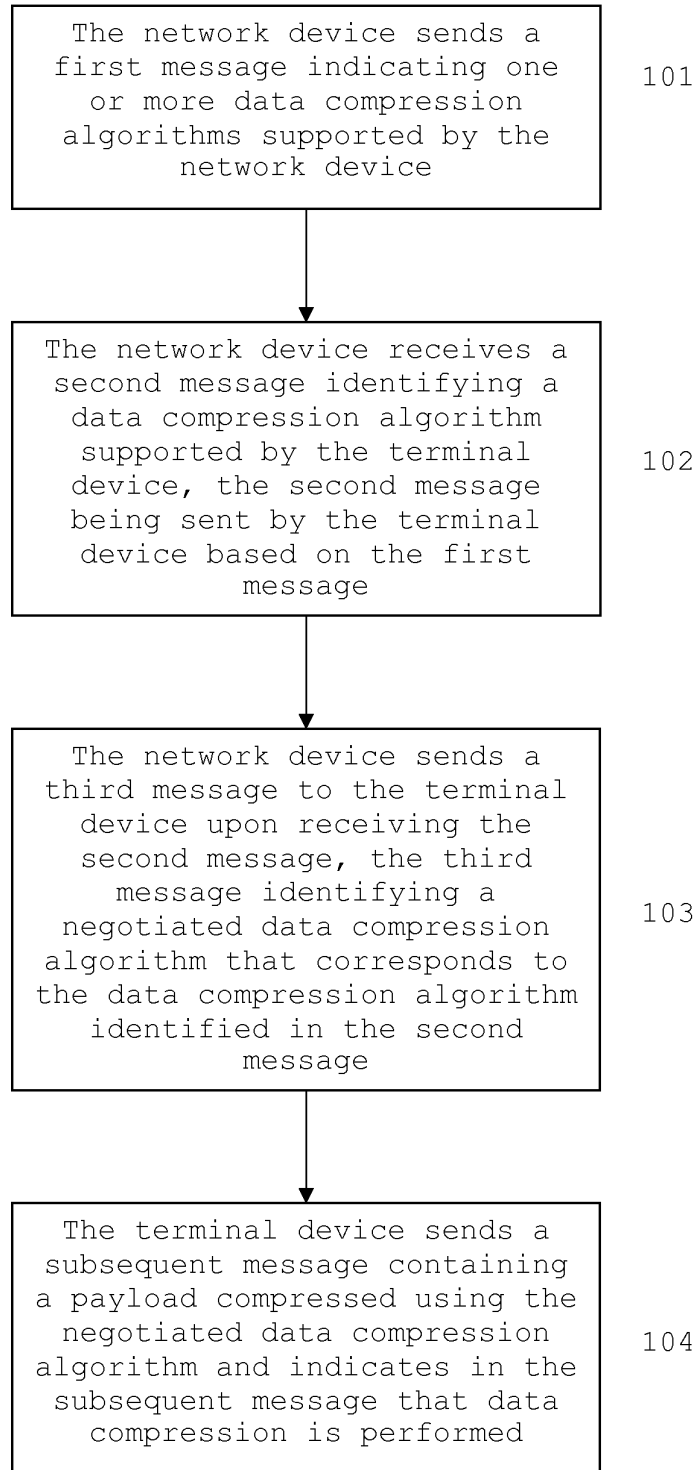 The network device sends a
first message indicating one
or more data compression
algorithms supported by the
network device
101
The network device receives a
second message identifying a
data compression algorithm
supported by the terminal
device, the second message
being sent by the terminal
device based on the first
message
102
The network device sends a
third message to the terminal
device upon receiving the
second message, the third
message identifying a
negotiated data compression
algorithm that corresponds to
the data compression algorithm
identified in the second
message
103
The terminal device sends a
subsequent message containing
a payload compressed using the
negotiated data compression
algorithm and indicates in the
subsequent message that data
compression is performed
104